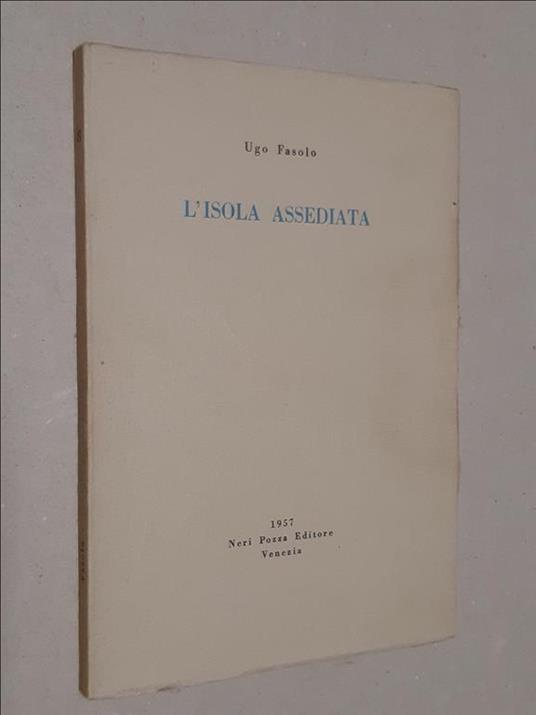 Ugo Fasolo
L'ISOLA ASSEDIATA
1957
Neri Pozza Editore
Venezia